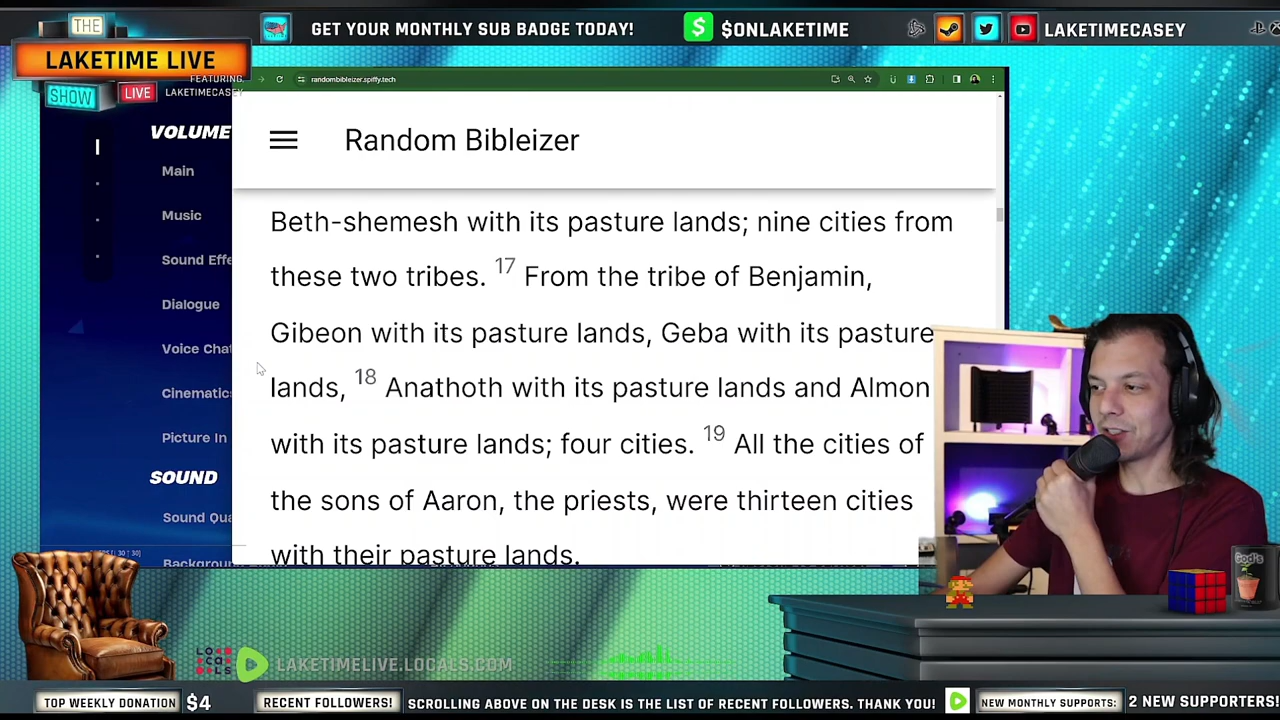 THE
LAKETIME LIVE
SHOW
LIVE
FEATURING:
LAKETIMECASEY
GET YOUR MONTHLY SUB BADGE TODAY!
$ONLAKETIME
LAKETIMECASEY
randombibleizer.spiffy.tech
Random Bibleizer
VOLUME
Main
Music
Sound Effe
Dialogue
Voice Chat
Cinematics
Picture In
SOUND
Sound Qua
Background
Beth-shemesh with its pasture lands; nine cities from
these two tribes. 17 From the tribe of Benjamin,
Gibeon with its pasture lands, Geba with its pasture
lands, 18 Anathoth with its pasture lands and Almon
with its pasture lands; four cities. 19 All the cities of
the sons of Aaron, the priests, were thirteen cities
with their pasture lands.
God's
LOCALS
LAKETIMELIVE.LOCALS.COM
TOP WEEKLY DONATION
$4
RECENT FOLLOWERS!
SCROLLING ABOVE ON THE DESK IS THE LIST OF RECENT FOLLOWERS. THANK YOU!
NEW MONTHLY SUPPORTS:
2 NEW SUPPORTERS!